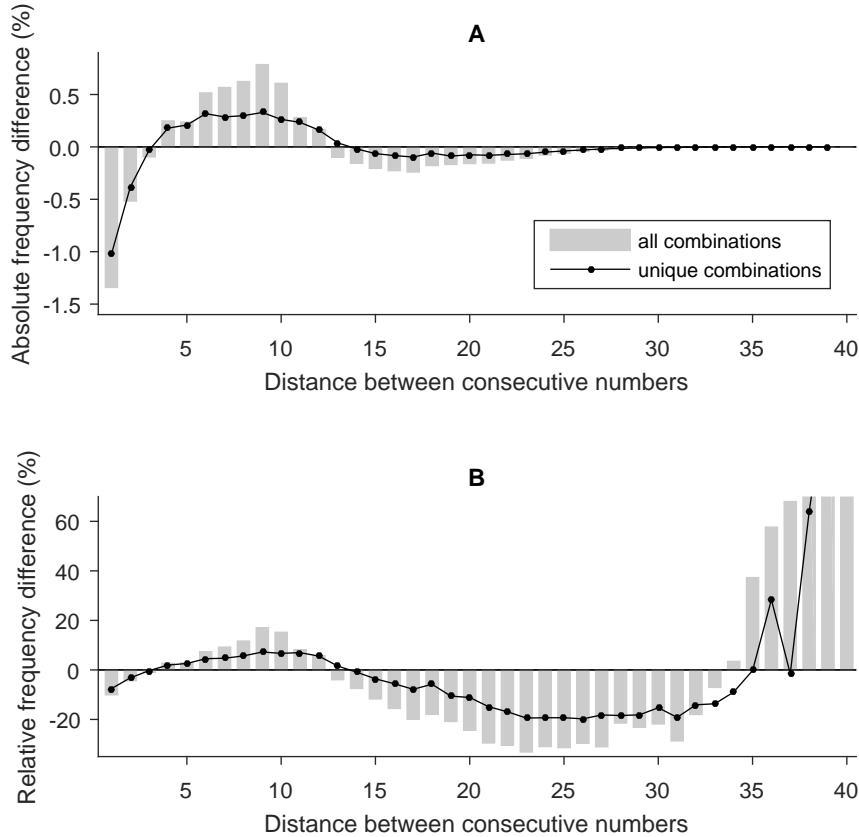 A
Absolute frequency difference (%)
0.5
0.0
-0.5
-1.0
-1.5
all combinations
unique combinations
5 10 15 20 25 30 35 40
Distance between consecutive numbers
B
Relative frequency difference (%)
60
40
20
0
-20
5 10 15 20 25 30 35 40
Distance between consecutive numbers